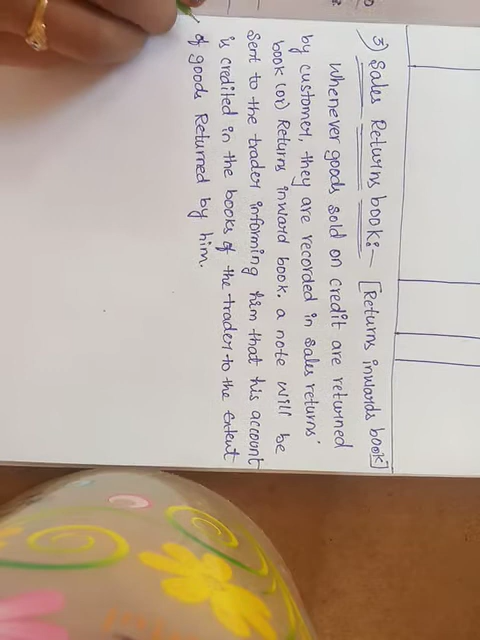 3) Sales Returns book:- [Returns inwards book]
Whenever goods sold on credit are returned
by customer, they are recorded in sales returns
book (or) Returns inward book. a note will be
sent to the trader informing him that his account
is credited in the books of the trader to the extent
of goods Returned by him.